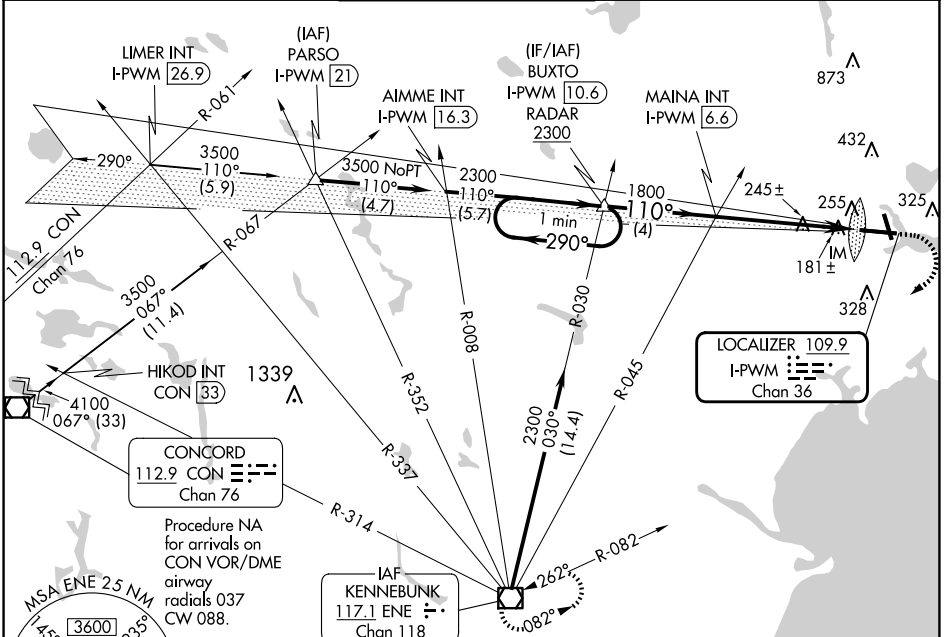 (IAF)
PARSO
I-PWM 21
LIMER INT
I-PWM 26.9
(IF/IAF)
BUXTO
I-PWM 10.6
RADAR
2300
AIMME INT
I-PWM 16.3
MAINA INT
I-PWM 6.6
873
432
R-061
290°
3500
110°
(5.9)
3500 NoPT
110°
(4.7)
2300
110°
(5.7)
1800
110°
(4)
1 min
290°
245±
255
325
IM
181±
328
112.9 CON
Chan 76
R-067
3500
067°
(11.4)
R-008
R-030
R-045
LOCALIZER 109.9
I-PWM
Chan 36
HIKOD INT
CON 33
1339
4100
067° (33)
R-352
2300
030°
(14.4)
CONCORD
112.9 CON
Chan 76
R-337
R-314
Procedure NA
for arrivals on
CON VOR/DME
airway
radials 037
CW 088.
IAF
KENNEBUNK
117.1 ENE
Chan 118
262°
R-082
082°
MSA ENE 25 NM
3600